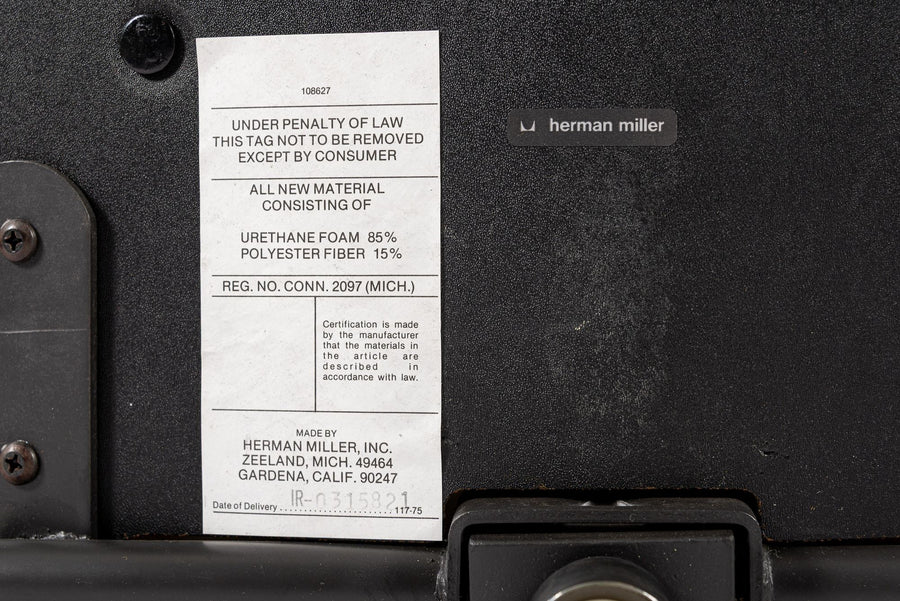 108627
UNDER PENALTY OF LAW
THIS TAG NOT TO BE REMOVED
EXCEPT BY CONSUMER
ALL NEW MATERIAL
CONSISTING OF
URETHANE FOAM 85%
POLYESTER FIBER 15%
REG. NO. CONN. 2097 (MICH.)
Certification is made
by the manufacturer
that the materials in
the article are
described in
accordance with law.
MADE BY
HERMAN MILLER, INC.
ZEELAND, MICH. 49464
GARDENA, CALIF. 90247
IR-0315821
Date of Delivery .......................... 117-75
herman miller